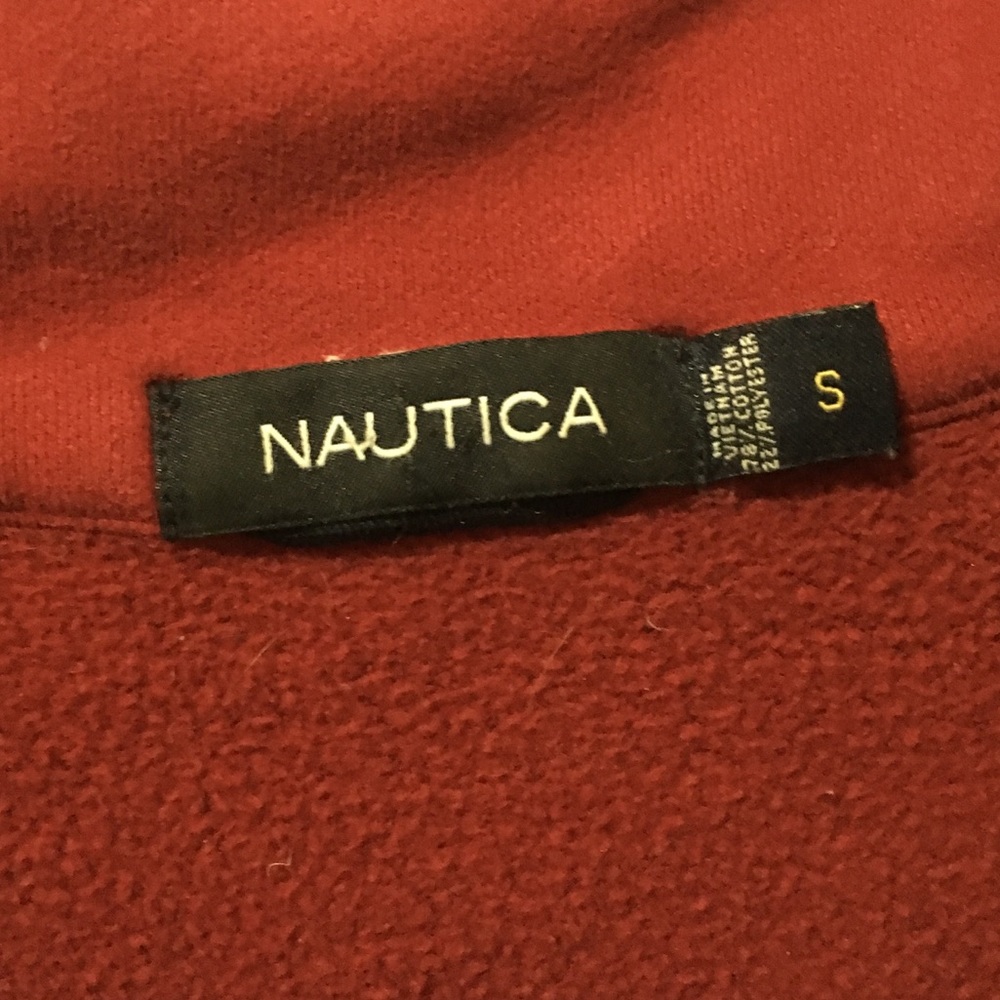 NAUTICA
MADE IN
VIETNAM
78% COTTON
22% POLYESTER
S